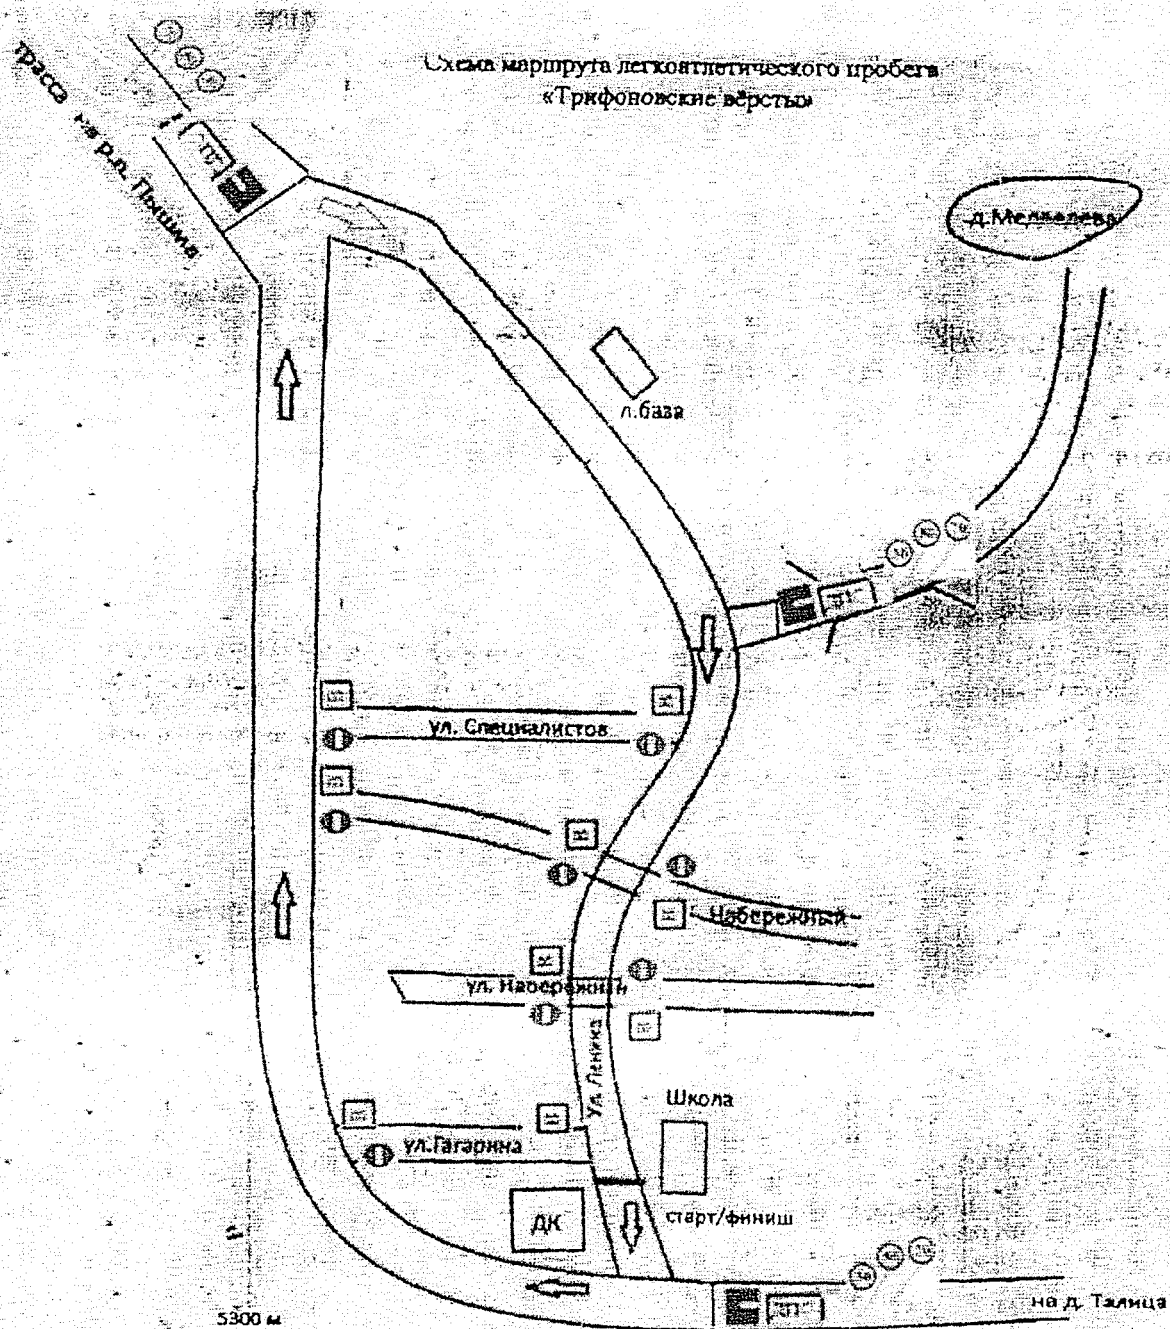 Схема маршрута легкоатлетического пробега
«Трифоновские вёрсты»
трасса на р.п. Пышма
д.Медведева
л.база
ул. Специалистов
Набережный
ул. Набережная
Ул. Ленина
Школа
ул.Гагарина
ДК
старт/финиш
на д. Талица
5300 м